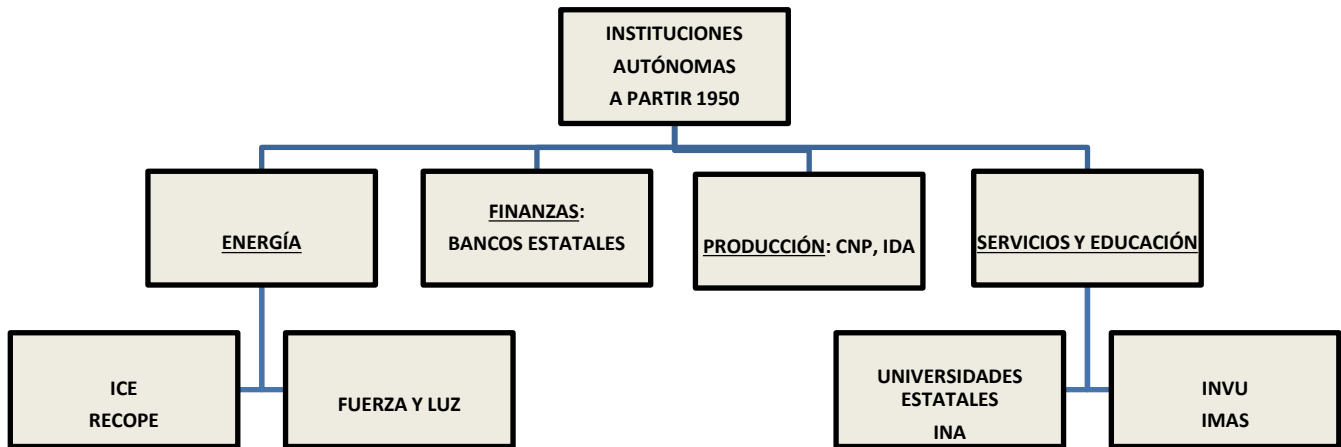 INSTITUCIONES
AUTÓNOMAS
A PARTIR 1950
ENERGÍA
FINANZAS:
BANCOS ESTATALES
PRODUCCIÓN: CNP, IDA
SERVICIOS Y EDUCACIÓN
ICE
RECOPE
FUERZA Y LUZ
UNIVERSIDADES
ESTATALES
INA
INVU
IMAS